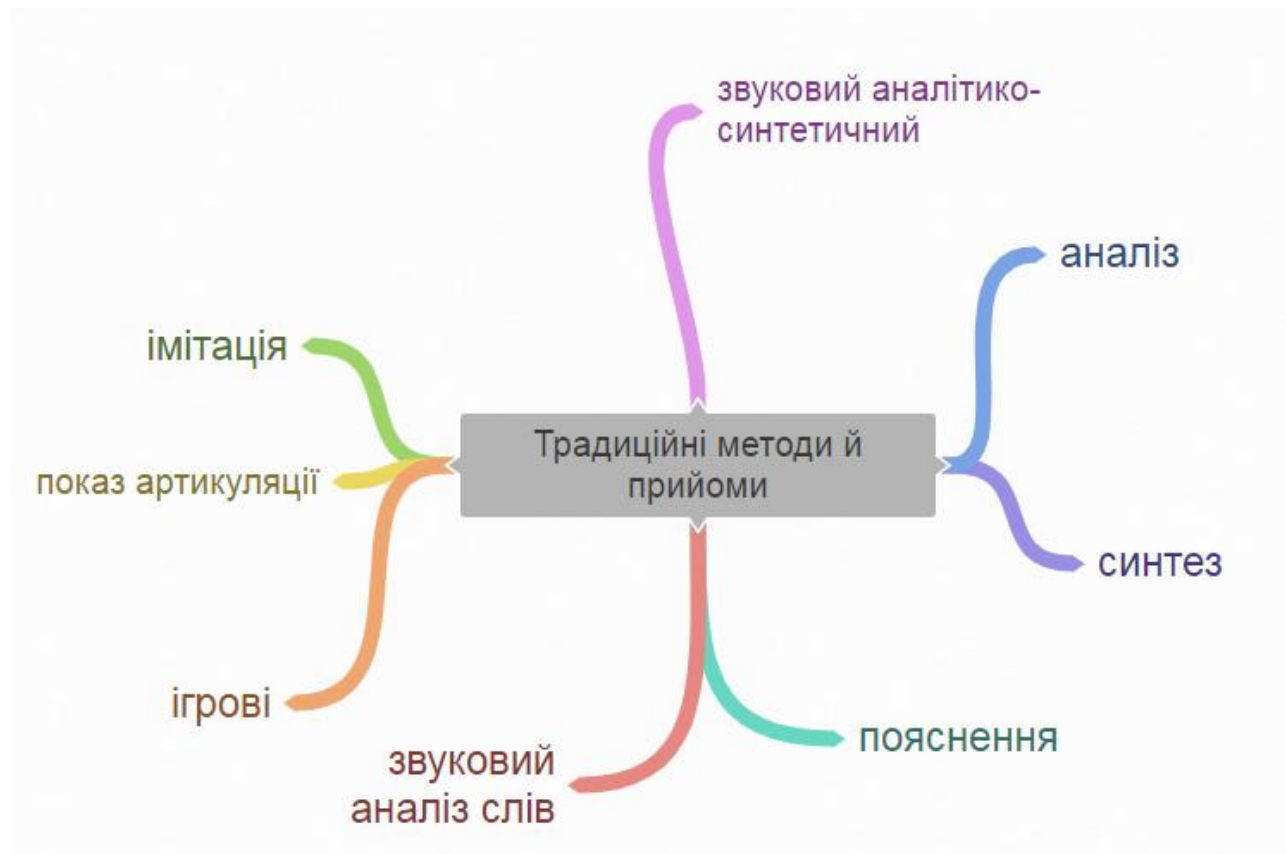 звуковий аналітико-
синтетичний
аналіз
імітація
Традиційні методи й
прийоми
показ артикуляції
синтез
ігрові
пояснення
звуковий
аналіз слів